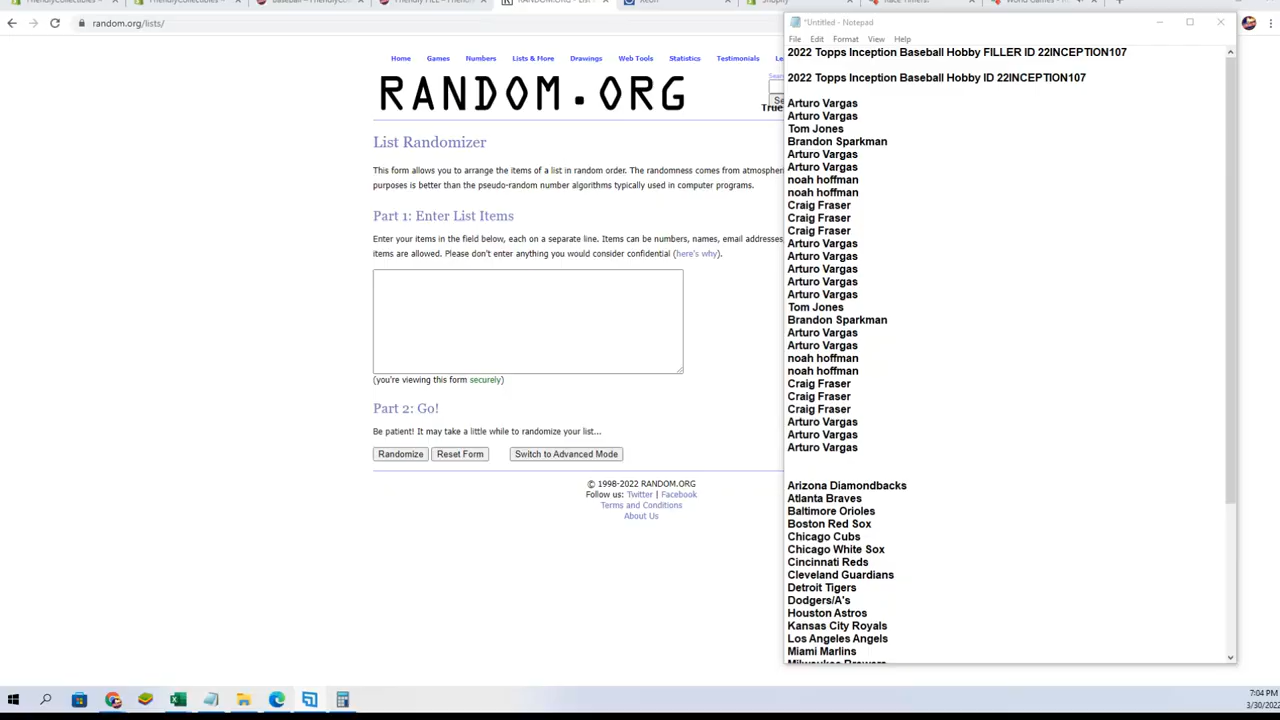 random.org/lists/
*Untitled - Notepad
File Edit Format View Help
Home Games Numbers Lists & More Drawings Web Tools Statistics Testimonials
RANDOM.ORG
List Randomizer
This form allows you to arrange the items of a list in random order. The randomness comes from
purposes is better than the pseudo-random number algorithms typically used in computer programs.
Part 1: Enter List Items
Enter your items in the field below, each on a separate line. Items can be numbers, names, email addresses
items are allowed. Please don't enter anything you would consider confidential (here's why).
(you're viewing this form securely)
Part 2: Go!
Be patient! It may take a little while to randomize your list...
Randomize Reset Form Switch to Advanced Mode
© 1998-2022 RANDOM.ORG
Follow us: Twitter | Facebook
Terms and Conditions
About Us
2022 Topps Inception Baseball Hobby FILLER ID 22INCEPTION107
2022 Topps Inception Baseball Hobby ID 22INCEPTION107
Arturo Vargas
Arturo Vargas
Tom Jones
Brandon Sparkman
Arturo Vargas
Arturo Vargas
noah hoffman
noah hoffman
Craig Fraser
Craig Fraser
Craig Fraser
Arturo Vargas
Arturo Vargas
Arturo Vargas
Arturo Vargas
Arturo Vargas
Tom Jones
Brandon Sparkman
Arturo Vargas
Arturo Vargas
noah hoffman
noah hoffman
Craig Fraser
Craig Fraser
Craig Fraser
Arturo Vargas
Arturo Vargas
Arturo Vargas
Arizona Diamondbacks
Atlanta Braves
Baltimore Orioles
Boston Red Sox
Chicago Cubs
Chicago White Sox
Cincinnati Reds
Cleveland Guardians
Detroit Tigers
Dodgers/A's
Houston Astros
Kansas City Royals
Los Angeles Angels
Miami Marlins
Milwaukee Brewers
7:04 PM
3/30/2022